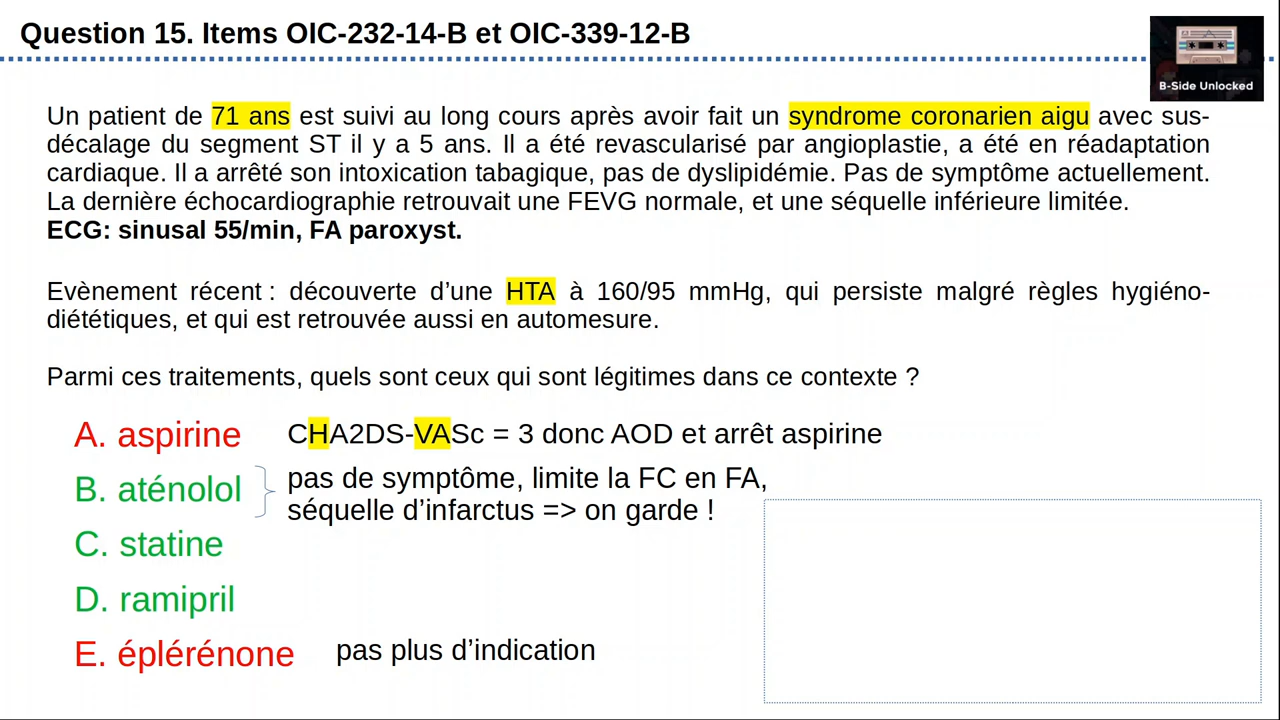 Question 15. Items OIC-232-14-B et OIC-339-12-B
B-Side Unlocked
Un patient de 71 ans est suivi au long cours après avoir fait un syndrome coronarien aigu avec sus-
décalage du segment ST il y a 5 ans. Il a été revascularisé par angioplastie, a été en réadaptation
cardiaque. Il a arrêté son intoxication tabagique, pas de dyslipidémie. Pas de symptôme actuellement.
La dernière échocardiographie retrouvait une FEVG normale, et une séquelle inférieure limitée.
ECG: sinusal 55/min, FA paroxyst.
Evènement récent : découverte d’une HTA à 160/95 mmHg, qui persiste malgré règles hygiéno-
diététiques, et qui est retrouvée aussi en automesure.
Parmi ces traitements, quels sont ceux qui sont légitimes dans ce contexte ?
A. aspirine CHA2DS-VASc = 3 donc AOD et arrêt aspirine
B. aténolol pas de symptôme, limite la FC en FA,
séquelle d’infarctus => on garde !
C. statine
D. ramipril
E. éplérénone pas plus d’indication